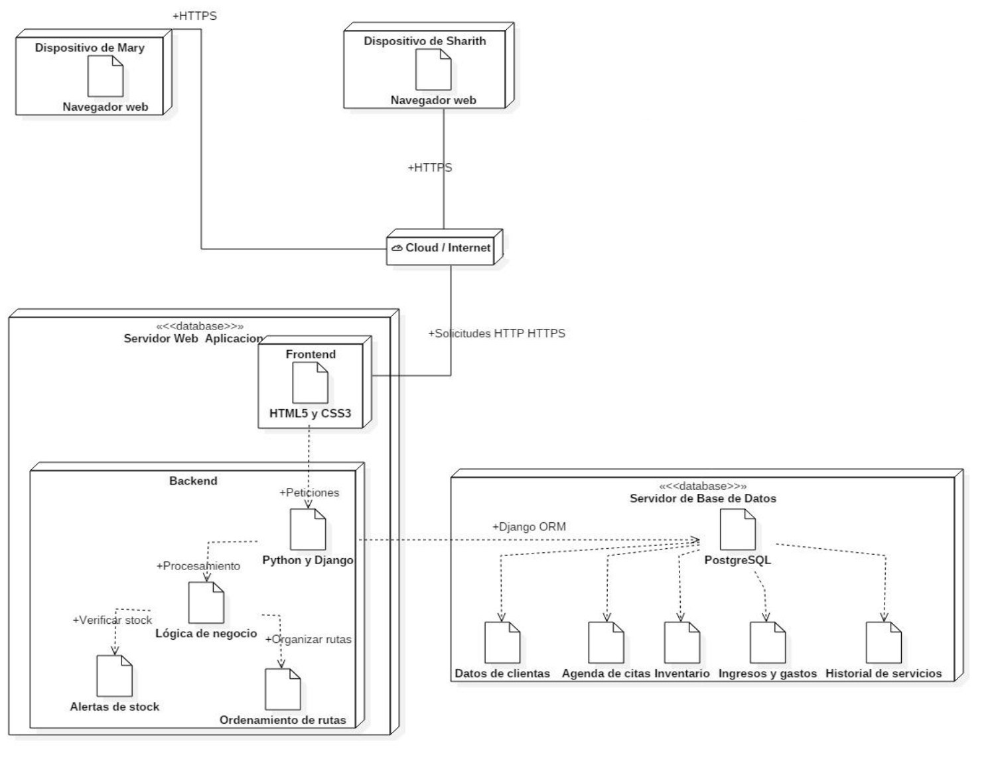 +HTTPS
Dispositivo de Mary
Navegador web
Dispositivo de Sharith
Navegador web
+HTTPS
Cloud / Internet
+Solicitudes HTTP HTTPS
«<<database>>»
Servidor Web  Aplicacion
Frontend
HTML5 y CSS3
Backend
+Peticiones
Python y Django
+Procesamiento
Lógica de negocio
+Verificar stock
+Organizar rutas
Alertas de stock
Ordenamiento de rutas
+Django ORM
«<<database>>»
Servidor de Base de Datos
PostgreSQL
Datos de clientas
Agenda de citas
Inventario
Ingresos y gastos
Historial de servicios